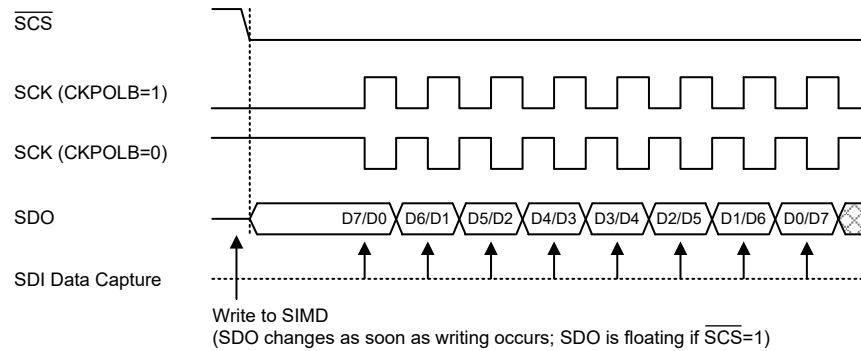 SCS
SCK (CKPOLB=1)
SCK (CKPOLB=0)
SDO
D7/D0 D6/D1 D5/D2 D4/D3 D3/D4 D2/D5 D1/D6 D0/D7
SDI Data Capture
Write to SIMD
(SDO changes as soon as writing occurs; SDO is floating if SCS=1)